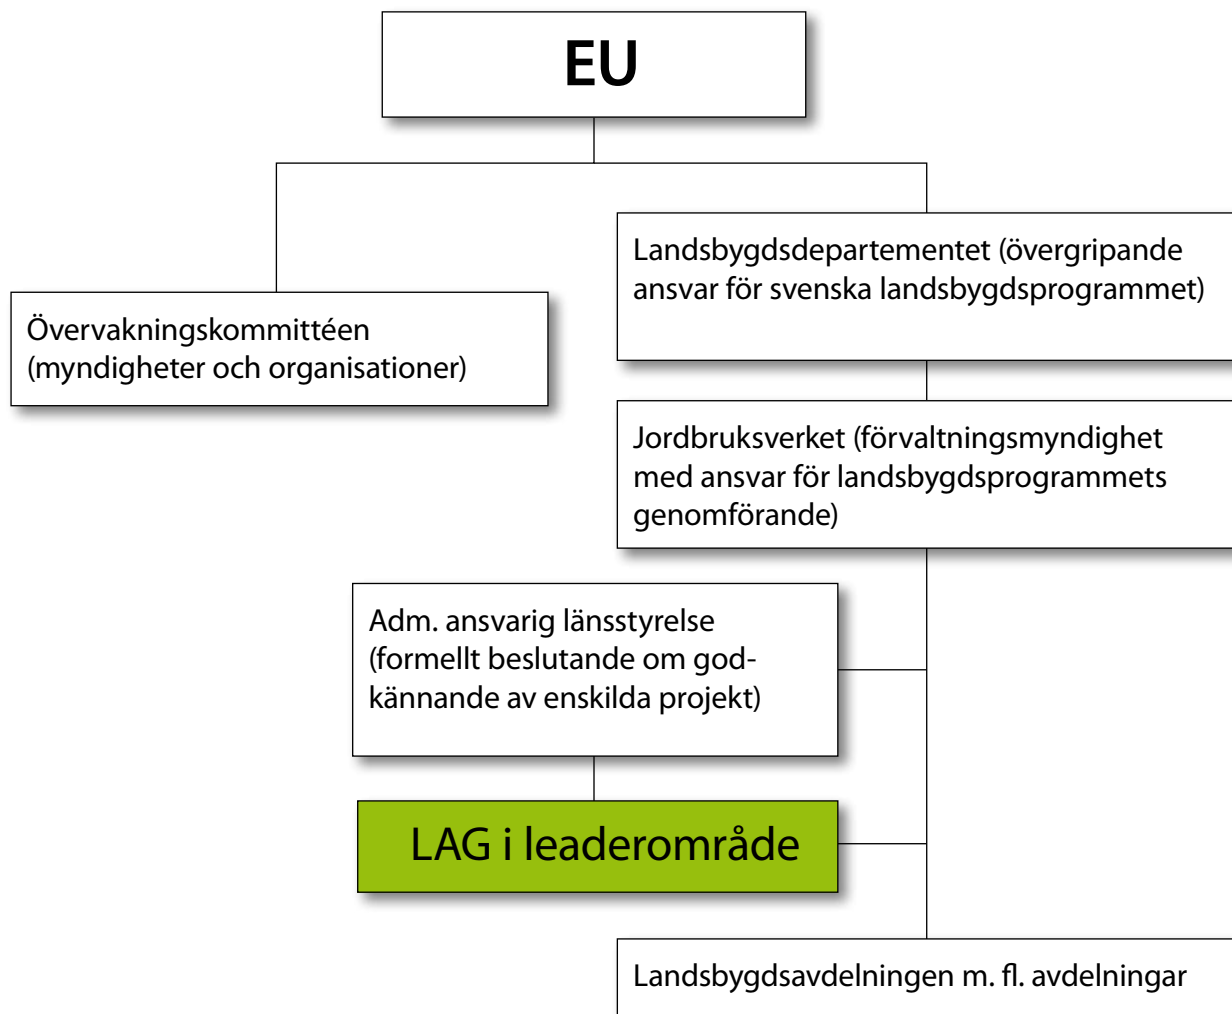 EU
Landsbygdsdepartementet (övergripande
ansvar för svenska landsbygdsprogrammet)
Övervakningskommittéen
(myndigheter och organisationer)
Jordbruksverket (förvaltningsmyndighet
med ansvar för landsbygdsprogrammets
genomförande)
Adm. ansvarig länsstyrelse
(formellt beslutande om god-
kännande av enskilda projekt)
LAG i leaderområde
Landsbygdsavdelningen m. fl. avdelningar